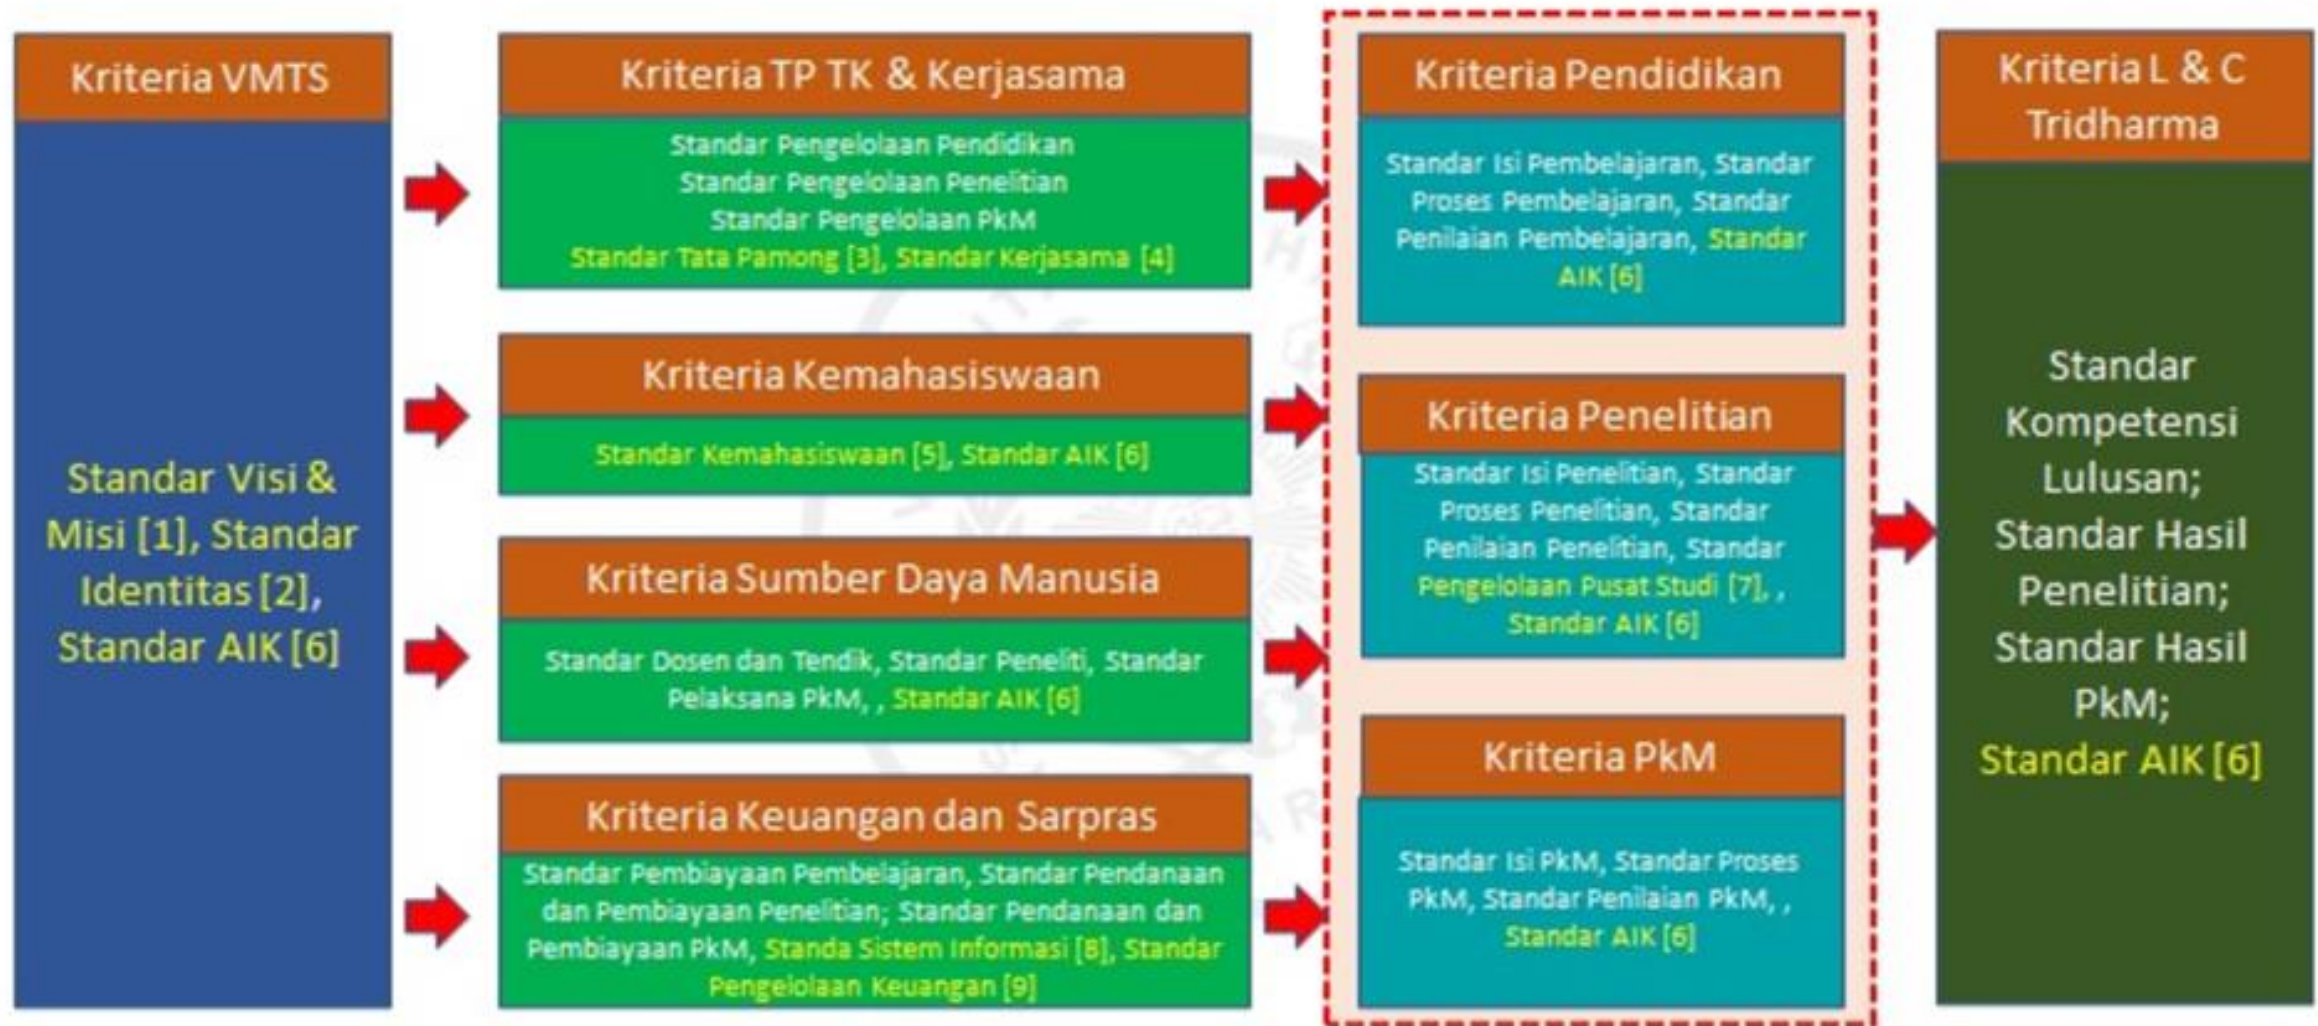 Kriteria VMTS
Standar Visi &
Misi [1], Standar
Identitas [2],
Standar AIK [6]
Kriteria TP TK & Kerjasama
Standar Pengelolaan Pendidikan
Standar Pengelolaan Penelitian
Standar Pengelolaan PkM
Standar Tata Pamong [3], Standar Kerjasama [4]
Kriteria Kemahasiswaan
Standar Kemahasiswaan [5], Standar AIK [6]
Kriteria Sumber Daya Manusia
Standar Dosen dan Tendik, Standar Peneliti, Standar
Pelaksana PkM, , Standar AIK [6]
Kriteria Keuangan dan Sarpras
Standar Pembiayaan Pembelajaran, Standar Pendanaan
dan Pembiayaan Penelitian; Standar Pendanaan dan
Pembiayaan PkM, Standa Sistem Informasi [8], Standar
Pengelolaan Keuangan [9]
Kriteria Pendidikan
Standar Isi Pembelajaran, Standar
Proses Pembelajaran, Standar
Penilaian Pembelajaran, Standar
AIK [6]
Kriteria Penelitian
Standar Isi Penelitian, Standar
Proses Penelitian, Standar
Penilaian Penelitian, Standar
Pengelolaan Pusat Studi [7], ,
Standar AIK [6]
Kriteria PkM
Standar Isi PkM, Standar Proses
PkM, Standar Penilaian PkM, ,
Standar AIK [6]
Kriteria L & C
Tridharma
Standar
Kompetensi
Lulusan;
Standar Hasil
Penelitian;
Standar Hasil
PkM;
Standar AIK [6]